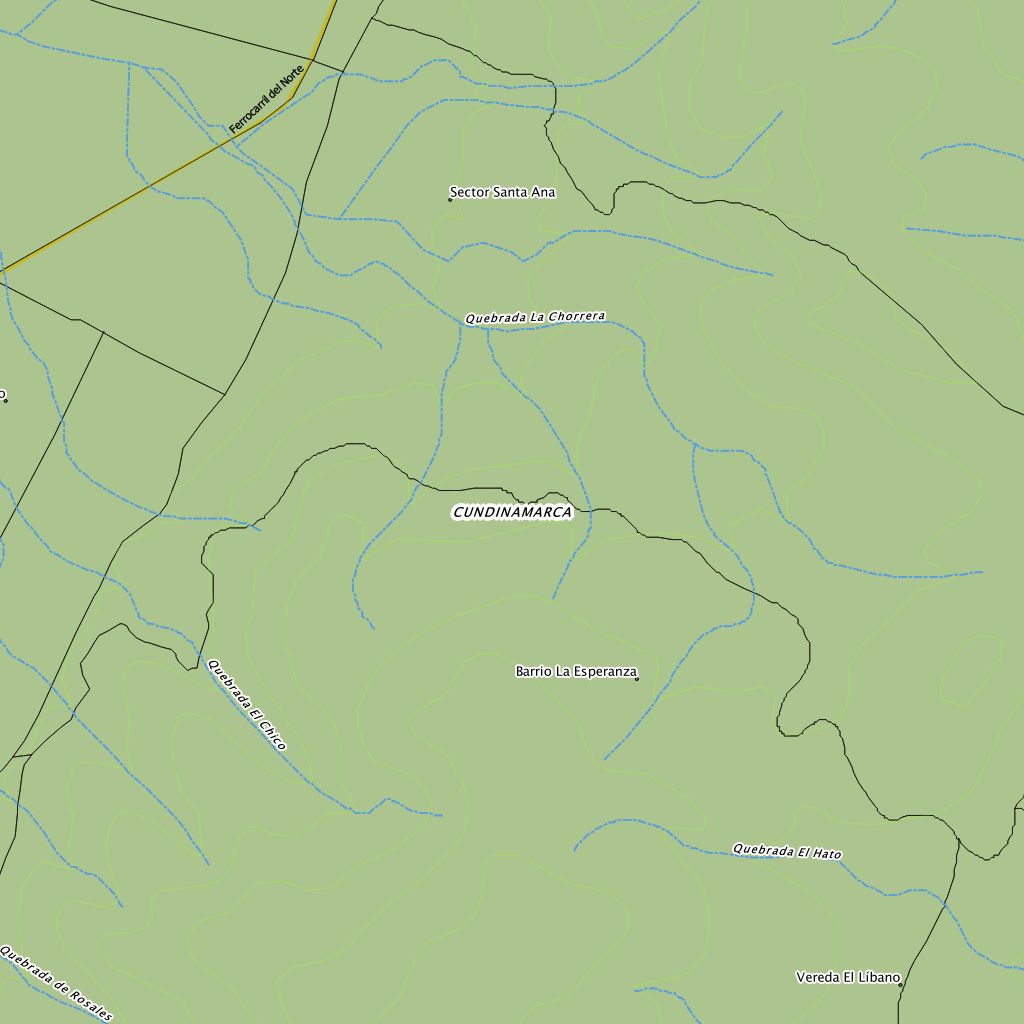 Ferrocarril del Norte
Sector Santa Ana
Quebrada La Chorrera
o
CUNDINAMARCA
Barrio La Esperanza
Quebrada El Chico
Quebrada El Hato
Vereda El Líbano
Quebrada de Rosales